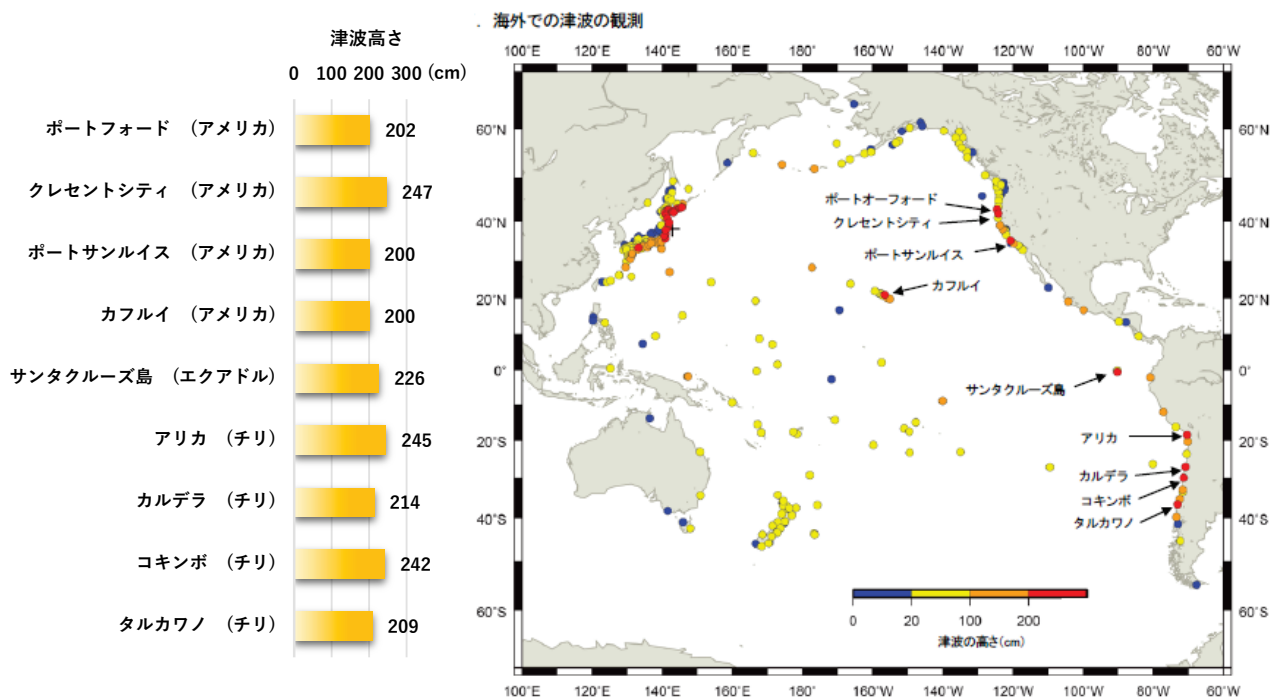 津波高さ
0 100 200 300 (cm)
ポートフォード （アメリカ） 202
クレセントシティ （アメリカ） 247
ポートサンルイス （アメリカ） 200
カフルイ （アメリカ） 200
サンタクルーズ島 （エクアドル） 226
アリカ （チリ） 245
カルデラ （チリ） 214
コキンボ （チリ） 242
タルカワノ （チリ） 209
. 海外での津波の観測
100°E 120°E 140°E 160°E 180° 160°W 140°W 120°W 100°W 80°W 60°W
60°N 60°N
ポートオーフォード
40°N クレセントシティ 40°N
ポートサンルイス
カフルイ
20°N 20°N
0° 0°
サンタクルーズ島
アリカ
20°S 20°S
カルデラ
コキンボ
40°S タルカワノ 40°S
0 20 100 200
60°S 60°S
津波の高さ(cm)
100°E 120°E 140°E 160°E 180° 160°W 140°W 120°W 100°W 80°W 60°W